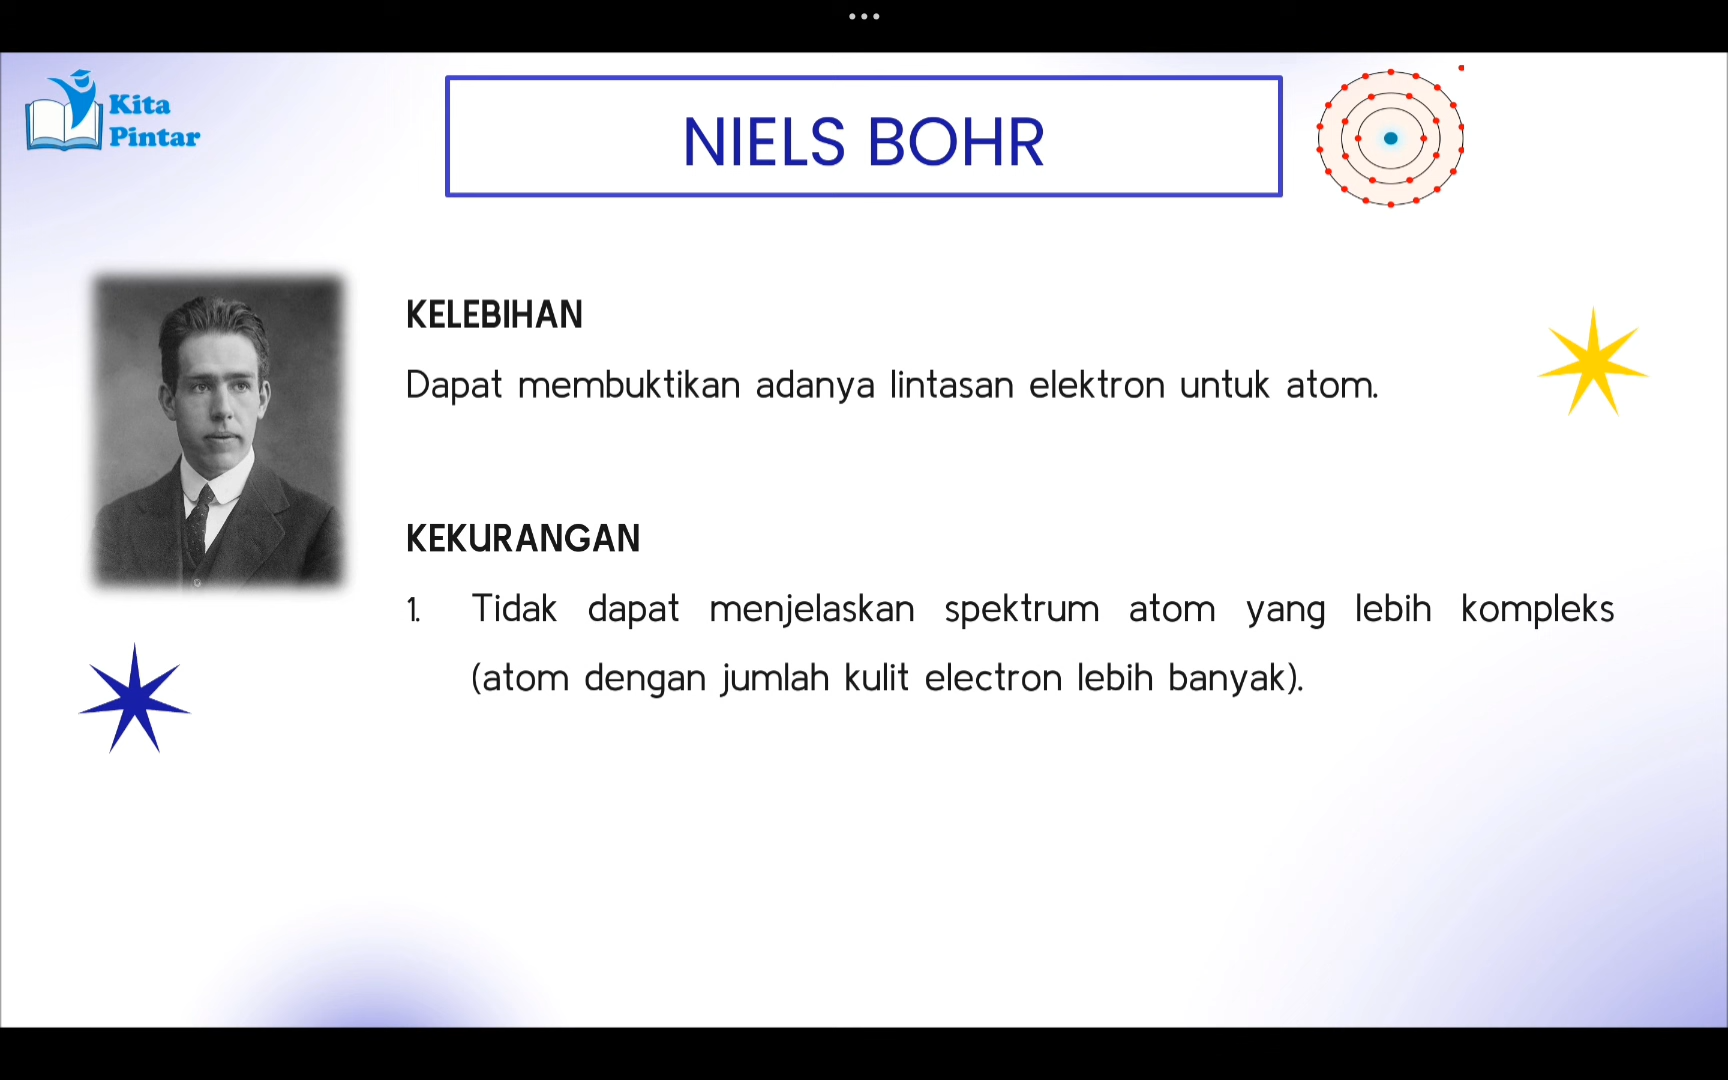 Kita
Pintar
NIELS BOHR
KELEBIHAN
Dapat membuktikan adanya lintasan elektron untuk atom.
KEKURANGAN
1. Tidak dapat menjelaskan spektrum atom yang lebih kompleks
(atom dengan jumlah kulit electron lebih banyak).